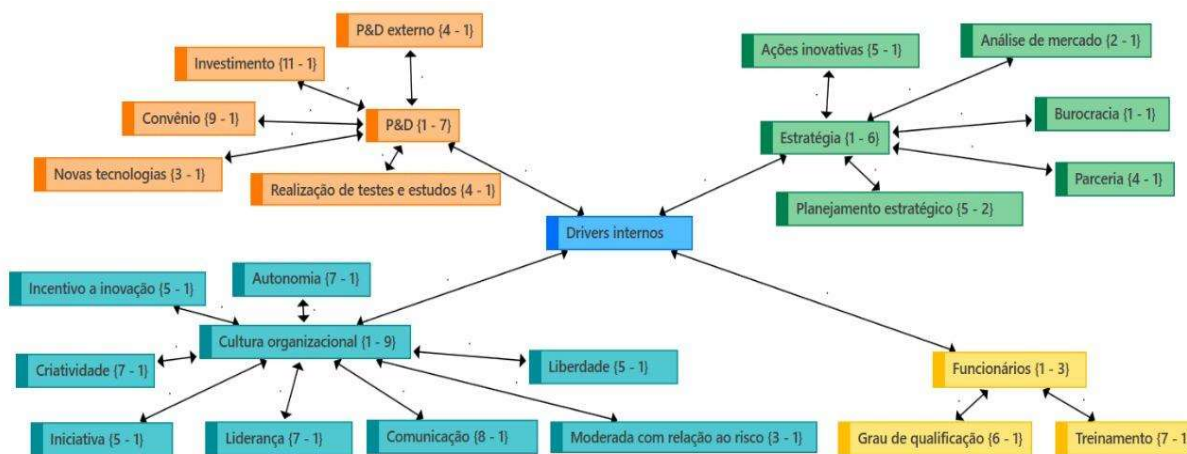 P&D externo {4 - 1}
Investimento {11 - 1}
Convênio {9 - 1}
P&D {1 - 7}
Novas tecnologias {3 - 1}
Realização de testes e estudos {4 - 1}
Ações inovativas {5 - 1}
Análise de mercado {2 - 1}
Burocracia {1 - 1}
Estratégia {1 - 6}
Parceria {4 - 1}
Planejamento estratégico {5 - 2}
Drivers internos
Autonomia {7 - 1}
Incentivo a inovação {5 - 1}
Cultura organizacional {1 - 9}
Criatividade {7 - 1}
Liberdade {5 - 1}
Iniciativa {5 - 1}
Liderança {7 - 1}
Comunicação {8 - 1}
Moderada com relação ao risco {3 - 1}
Funcionários {1 - 3}
Grau de qualificação {6 - 1}
Treinamento {7 - 1